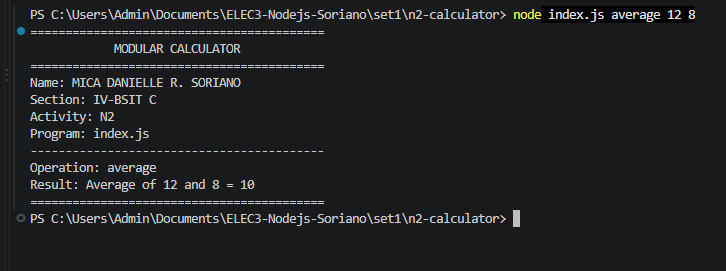 PS C:\Users\Admin\Documents\ELEC3-Nodejs-Soriano\set1\n2-calculator> node index.js average 12 8
==========================================
MODULAR CALCULATOR
==========================================
Name: MICA DANIELLE R. SORIANO
Section: IV-BSIT C
Activity: N2
Program: index.js
------------------------------------------
Operation: average
Result: Average of 12 and 8 = 10
==========================================
PS C:\Users\Admin\Documents\ELEC3-Nodejs-Soriano\set1\n2-calculator>